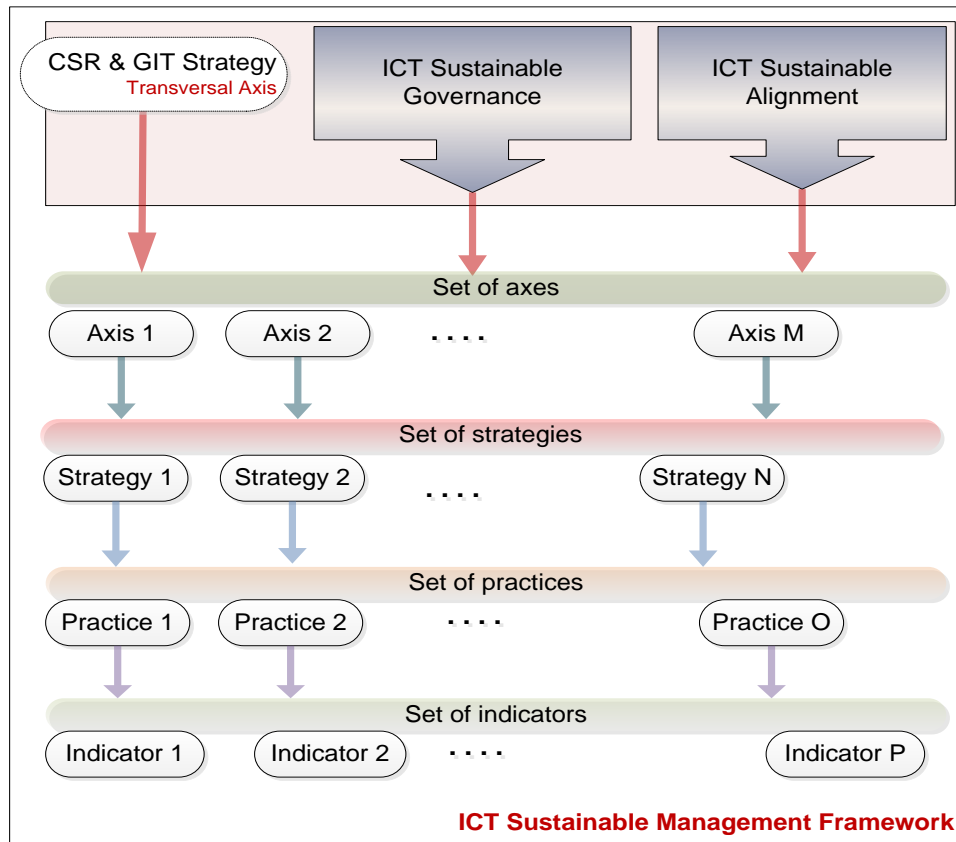 CSR & GIT Strategy
Transversal Axis
ICT Sustainable
Governance
ICT Sustainable
Alignment
Set of axes
Axis 1
Axis 2
. . . .
Axis M
Set of strategies
Strategy 1
Strategy 2
. . . .
Strategy N
Set of practices
Practice 1
Practice 2
. . . .
Practice O
Set of indicators
Indicator 1
Indicator 2
. . . .
Indicator P
ICT Sustainable Management Framework